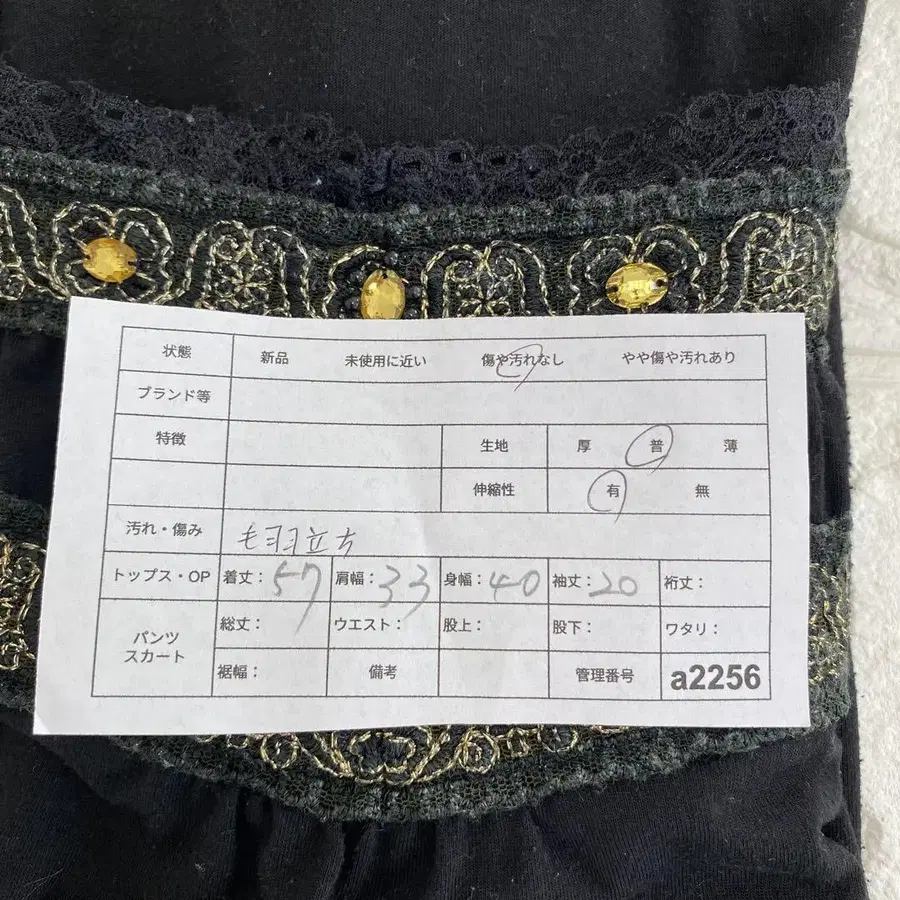 状態 新品 未使用に近い 傷や汚れなし やや傷や汚れあり
ブランド等
特徴 生地 厚 普 薄
伸縮性 有 無
汚れ・傷み 毛羽立ち
トップス・OP 着丈：57 肩幅：33 身幅：40 袖丈：20 裄丈：
パンツ スカート 総丈： ウエスト： 股上： 股下： ワタリ：
裾幅： 備考 管理番号 a2256